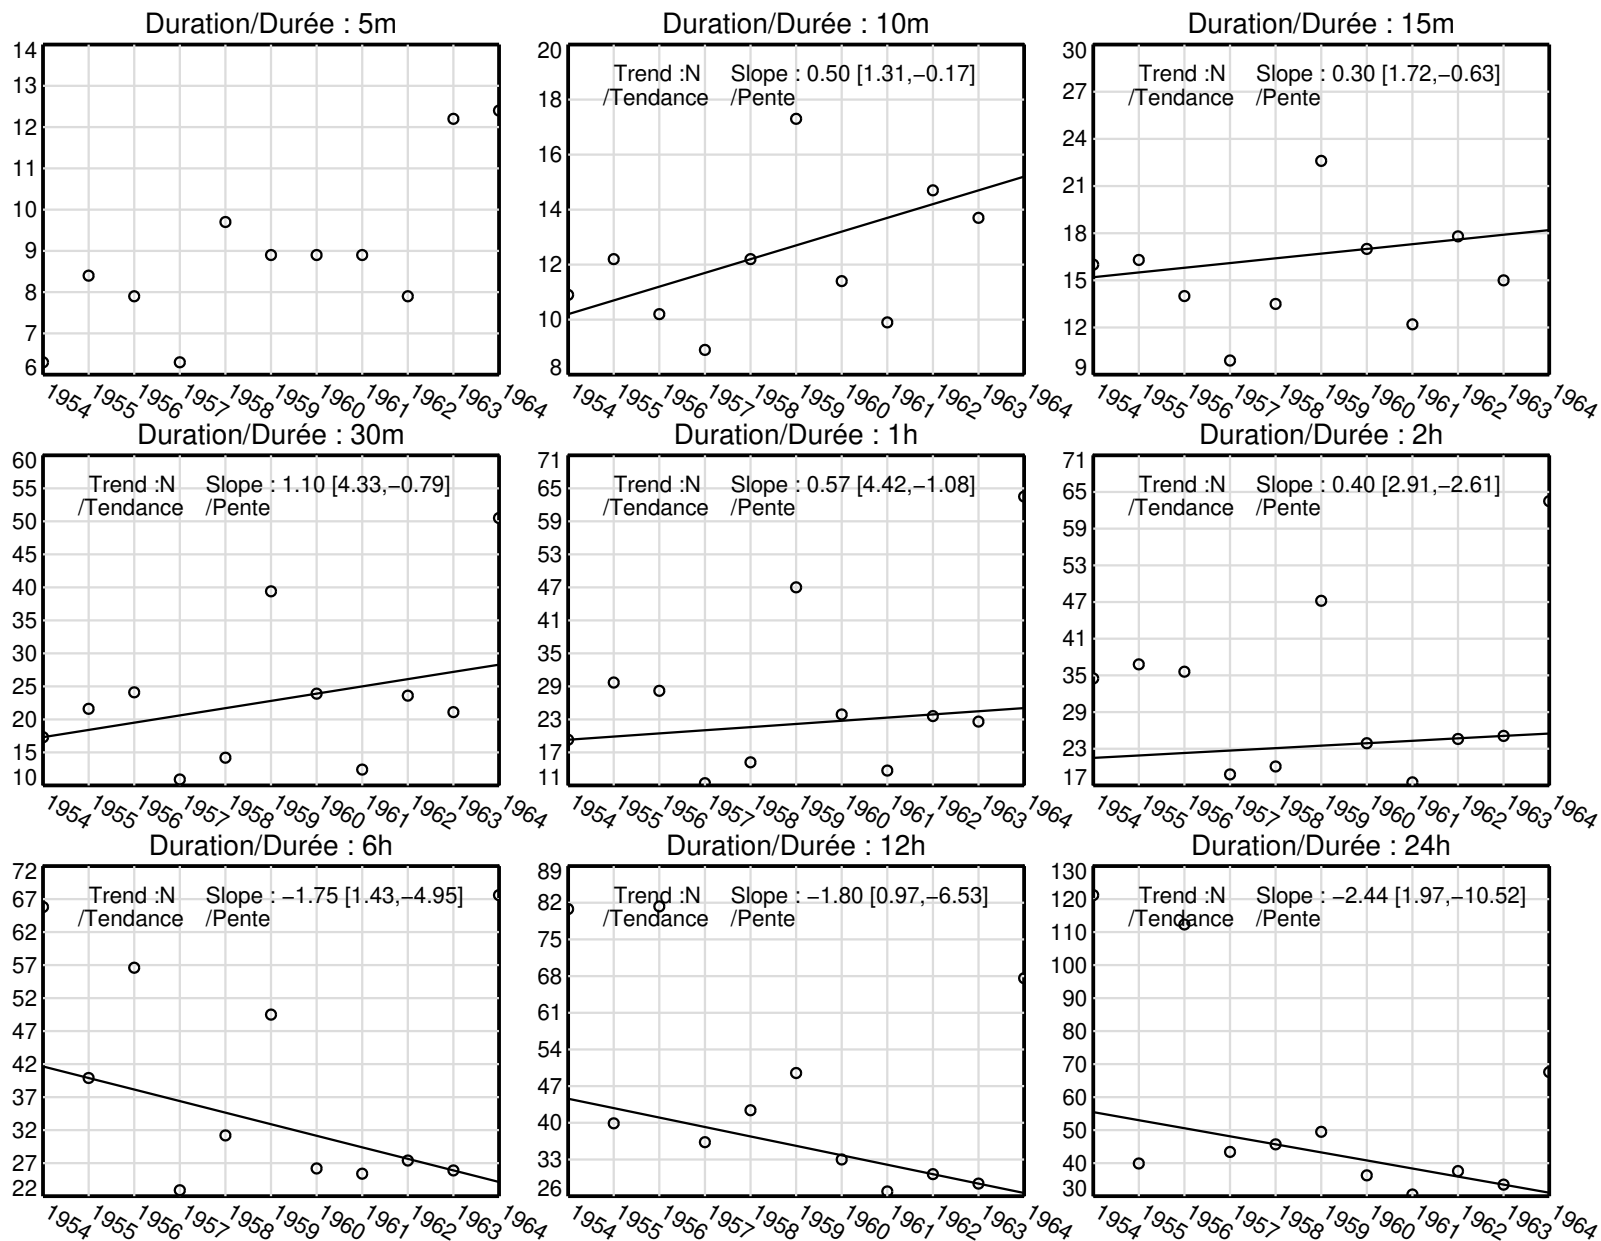 Duration/Durée : 5m
14
13
12
11
10
9
8
7
6
1954 1955 1956 1957 1958 1959 1960 1961 1962 1963 1964
Duration/Durée : 10m
Trend :N Slope : 0.50 [1.31,−0.17]
/Tendance /Pente
20
18
16
14
12
10
8
1954 1955 1956 1957 1958 1959 1960 1961 1962 1963 1964
Duration/Durée : 15m
Trend :N Slope : 0.30 [1.72,−0.63]
/Tendance /Pente
30
27
24
21
18
15
12
9
1954 1955 1956 1957 1958 1959 1960 1961 1962 1963 1964
Duration/Durée : 30m
Trend :N Slope : 1.10 [4.33,−0.79]
/Tendance /Pente
60
55
50
45
40
35
30
25
20
15
10
1954 1955 1956 1957 1958 1959 1960 1961 1962 1963 1964
Duration/Durée : 1h
Trend :N Slope : 0.57 [4.42,−1.08]
/Tendance /Pente
71
65
59
53
47
41
35
29
23
17
11
1954 1955 1956 1957 1958 1959 1960 1961 1962 1963 1964
Duration/Durée : 2h
Trend :N Slope : 0.40 [2.91,−2.61]
/Tendance /Pente
71
65
59
53
47
41
35
29
23
17
1954 1955 1956 1957 1958 1959 1960 1961 1962 1963 1964
Duration/Durée : 6h
Trend :N Slope : −1.75 [1.43,−4.95]
/Tendance /Pente
72
67
62
57
52
47
42
37
32
27
22
1954 1955 1956 1957 1958 1959 1960 1961 1962 1963 1964
Duration/Durée : 12h
Trend :N Slope : −1.80 [0.97,−6.53]
/Tendance /Pente
89
82
75
68
61
54
47
40
33
26
1954 1955 1956 1957 1958 1959 1960 1961 1962 1963 1964
Duration/Durée : 24h
Trend :N Slope : −2.44 [1.97,−10.52]
/Tendance /Pente
130
120
110
100
90
80
70
60
50
40
30
1954 1955 1956 1957 1958 1959 1960 1961 1962 1963 1964